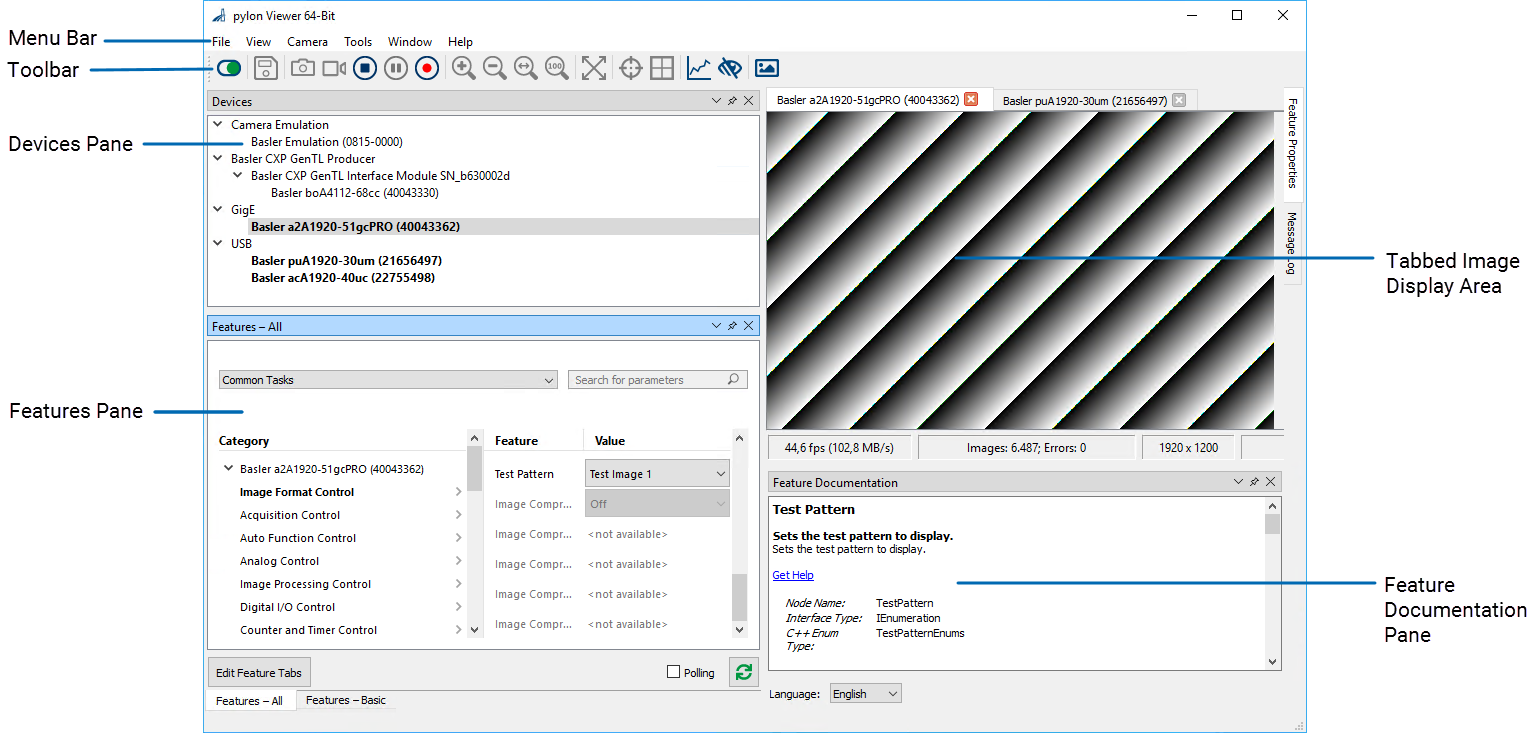 pylon Viewer 64-Bit
Menu Bar
File View Camera Tools Window Help
Toolbar
100
Devices
Basler a2A1920-51gcPRO (40043362)
Basler puA1920-30um (21656497)
Devices Pane
Camera Emulation
Basler Emulation (0815-0000)
Basler CXP GenTL Producer
Basler CXP GenTL Interface Module SN_b630002d
Basler boA4112-68cc (40043330)
GigE
Basler a2A1920-51gcPRO (40043362)
USB
Basler puA1920-30um (21656497)
Basler acA1920-40uc (22755498)
Feature Properties
Message Log
Tabbed Image
Display Area
Features – All
Common Tasks
Search for parameters
Features Pane
Category
Basler a2A1920-51gcPRO (40043362)
Image Format Control
Acquisition Control
Auto Function Control
Analog Control
Image Processing Control
Digital I/O Control
Counter and Timer Control
Feature Value
Test Pattern Test Image 1
Image Compr... Off
Image Compr... <not available>
Image Compr... <not available>
Image Compr... <not available>
Image Compr... <not available>
Edit Feature Tabs
Polling
Features – All
Features – Basic
44,6 fps (102,8 MB/s)
Images: 6.487; Errors: 0
1920 x 1200
Feature Documentation
Test Pattern
Sets the test pattern to display.
Sets the test pattern to display.
Get Help
Node Name: TestPattern
Interface Type: IEnumeration
C++ Enum TestPatternEnums
Type:
Feature
Documentation
Pane
Language: English